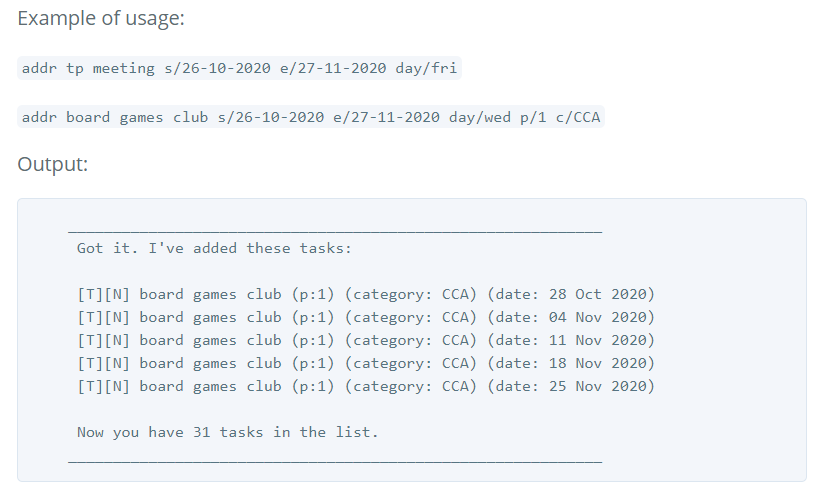 Example of usage:
addr tp meeting s/26-10-2020 e/27-11-2020 day/fri
addr board games club s/26-10-2020 e/27-11-2020 day/wed p/1 c/CCA
Output:
____________________________________________________________
Got it. I've added these tasks:
[T][N] board games club (p:1) (category: CCA) (date: 28 Oct 2020)
[T][N] board games club (p:1) (category: CCA) (date: 04 Nov 2020)
[T][N] board games club (p:1) (category: CCA) (date: 11 Nov 2020)
[T][N] board games club (p:1) (category: CCA) (date: 18 Nov 2020)
[T][N] board games club (p:1) (category: CCA) (date: 25 Nov 2020)
Now you have 31 tasks in the list.
____________________________________________________________